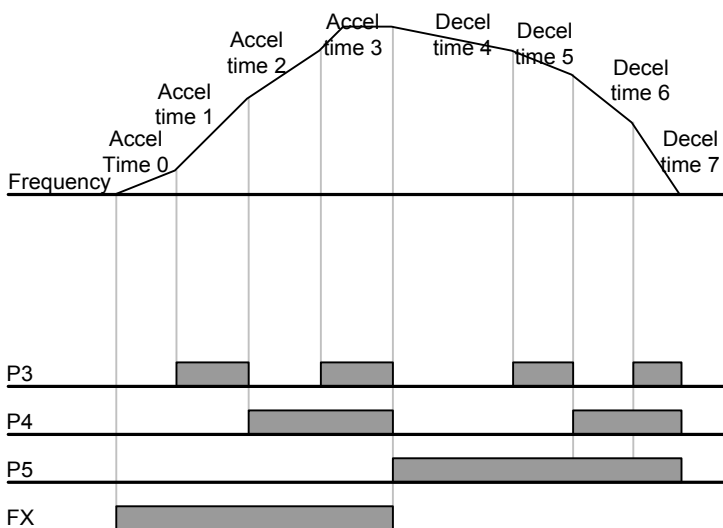 Accel
Time 0
Accel
time 1
Accel
time 2
Accel
time 3
Decel
time 4
Decel
time 5
Decel
time 6
Decel
time 7
Frequency
P3
P4
P5
FX